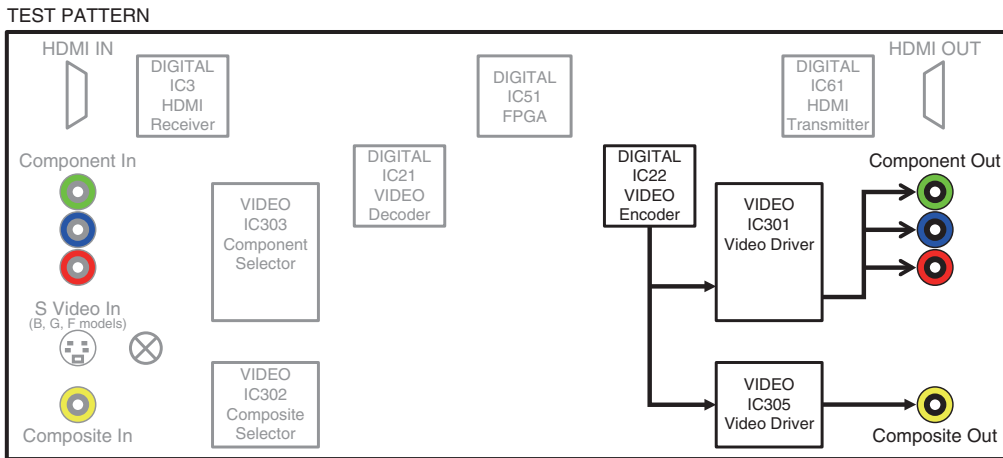 TEST PATTERN
HDMI IN
DIGITAL
IC3
HDMI
Receiver
DIGITAL
IC51
FPGA
DIGITAL
IC61
HDMI
Transmitter
HDMI OUT
Component In
DIGITAL
IC21
VIDEO
Decoder
DIGITAL
IC22
VIDEO
Encoder
Component Out
VIDEO
IC303
Component
Selector
VIDEO
IC301
Video Driver
S Video In
(B, G, F models)
VIDEO
IC302
Composite
Selector
VIDEO
IC305
Video Driver
Composite In
Composite Out